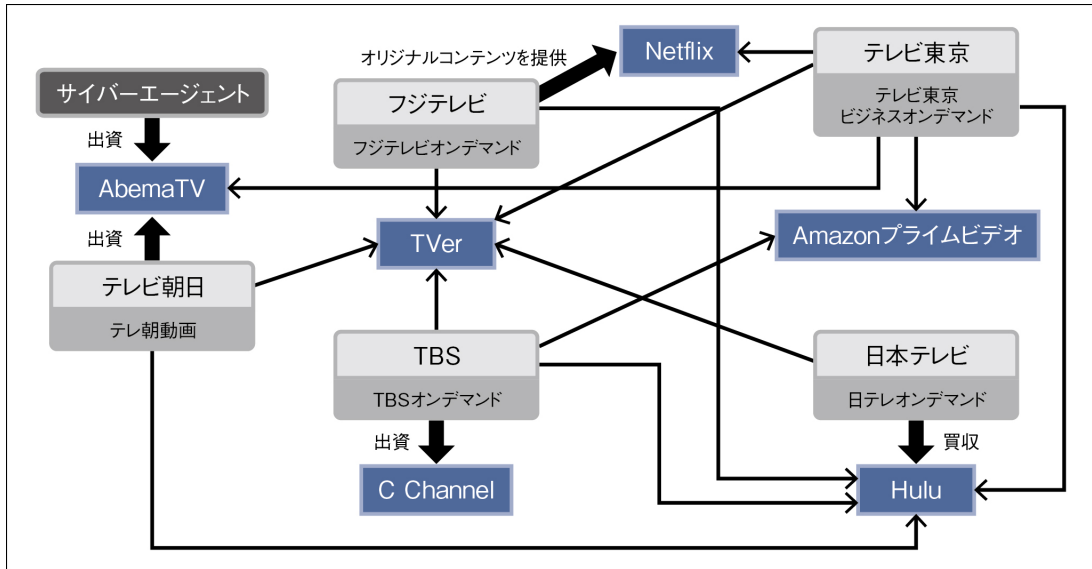 オリジナルコンテンツを提供
Netflix
テレビ東京
テレビ東京
ビジネスオンデマンド
サイバーエージェント
フジテレビ
フジテレビオンデマンド
出資
AbemaTV
出資
TVer
Amazonプライムビデオ
テレビ朝日
テレ朝動画
TBS
TBSオンデマンド
日本テレビ
日テレオンデマンド
出資
買収
C Channel
Hulu